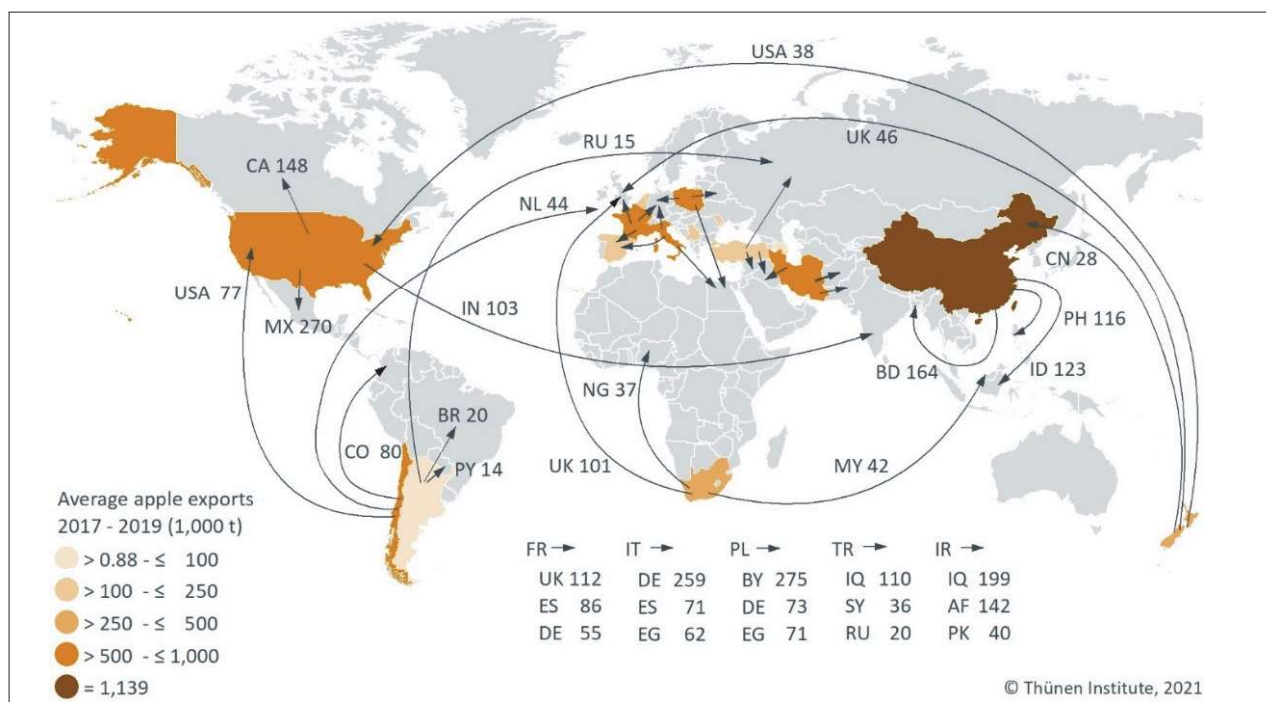 USA 38
RU 15
UK 46
CA 148
NL 44
CN 28
USA 77
MX 270
IN 103
PH 116
BD 164
ID 123
NG 37
BR 20
CO 80
PY 14
UK 101
MY 42
Average apple exports
2017 - 2019 (1,000 t)
> 0.88 - ≤ 100
> 100 - ≤ 250
> 250 - ≤ 500
> 500 - ≤ 1,000
= 1,139
FR → IT → PL → TR → IR →
UK 112 DE 259 BY 275 IQ 110 IQ 199
ES 86 ES 71 DE 73 SY 36 AF 142
DE 55 EG 62 EG 71 RU 20 PK 40
© Thünen Institute, 2021